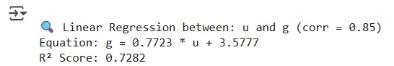 🔍 Linear Regression between: u and g (corr = 0.85)
Equation: g = 0.7723 * u + 3.5777
R² Score: 0.7282